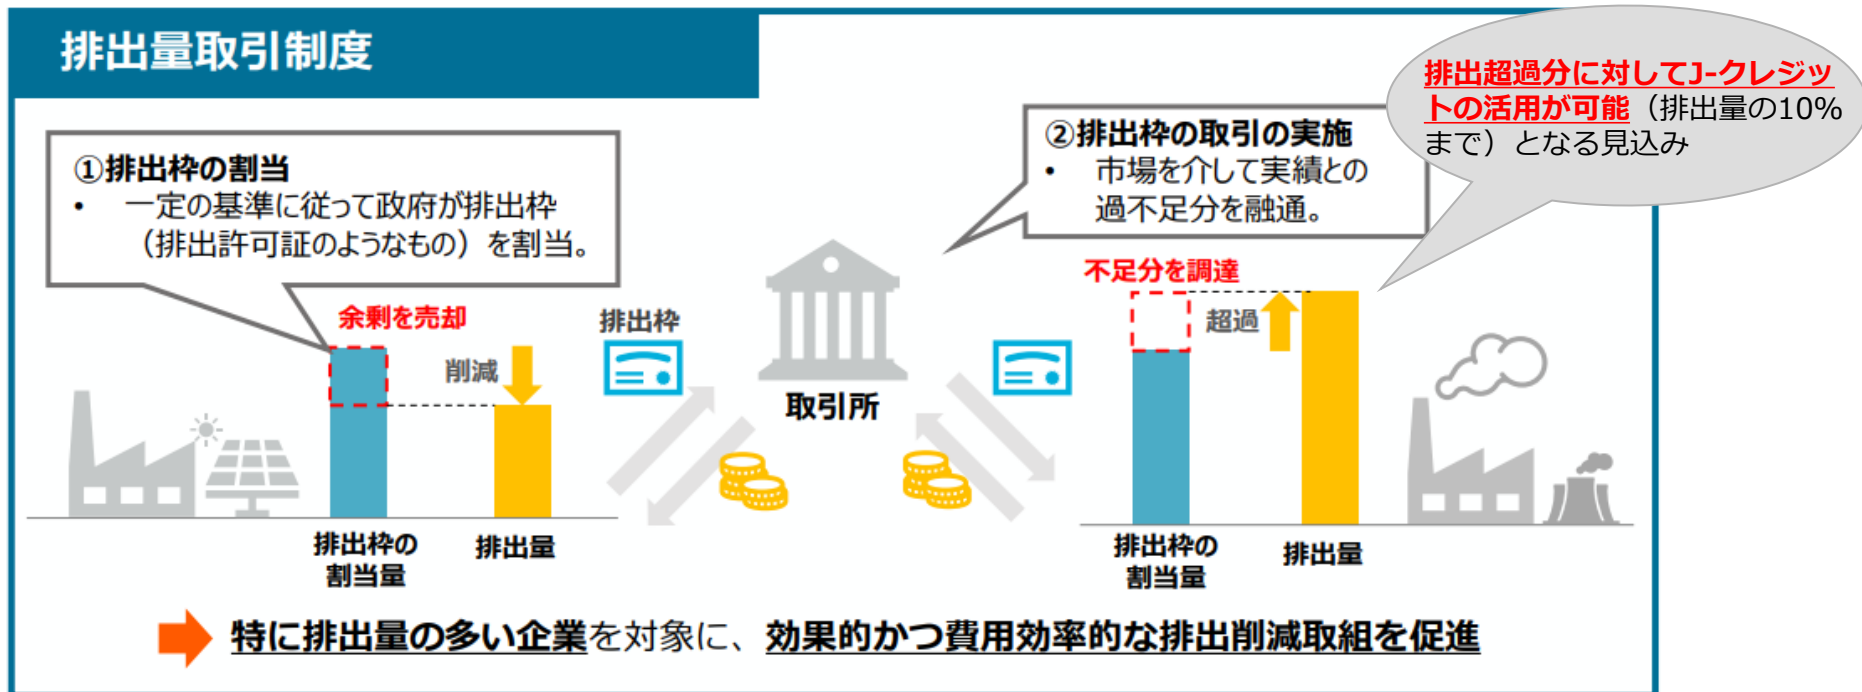 排出量取引制度
排出超過分に対してJ-クレジッ
トの活用が可能（排出量の10%
まで）となる見込み
①排出枠の割当
• 一定の基準に従って政府が排出枠
（排出許可証のようなもの）を割当。
②排出枠の取引の実施
• 市場を介して実績との
過不足分を融通。
余剰を売却
削減
排出枠
取引所
不足分を調達
超過
排出枠の
割当量
排出量
排出枠の
割当量
排出量
特に排出量の多い企業を対象に、効果的かつ費用効率的な排出削減取組を促進